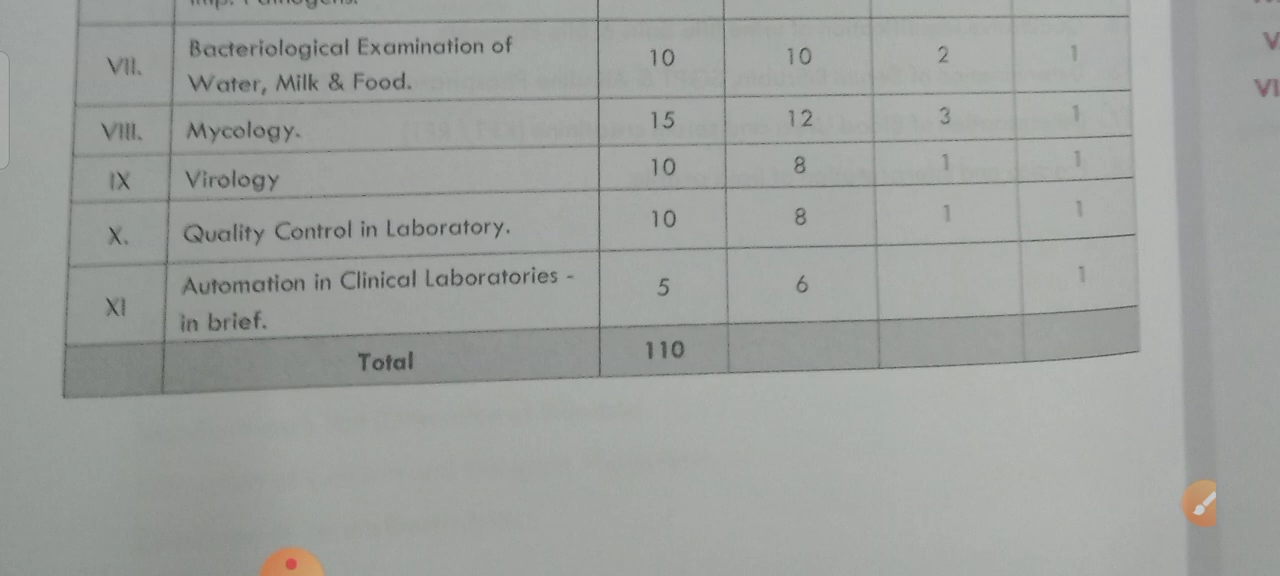 VII. Bacteriological Examination of Water, Milk & Food. 10 10 2 1
VIII. Mycology. 15 12 3 1
IX Virology 10 8 1 1
X. Quality Control in Laboratory. 10 8 1 1
XI Automation in Clinical Laboratories - in brief. 5 6 1
Total 110
V
VI